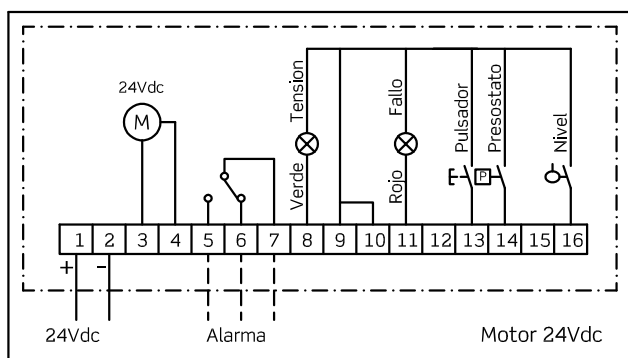 24Vdc
M
Verde Tension
Rojo Fallo
Pulsador
Presostato
Nivel
P
1 2 3 4 5 6 7 8 9 10 11 12 13 14 15 16
+ –
24Vdc
Alarma
Motor 24Vdc